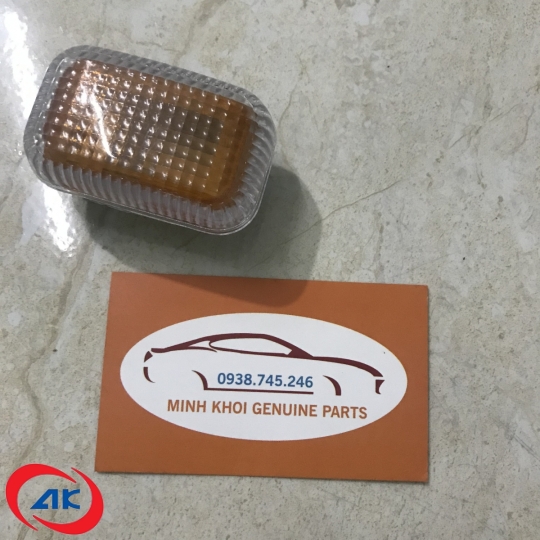 0938.745.246
MINH KHOI GENUINE PARTS
AK